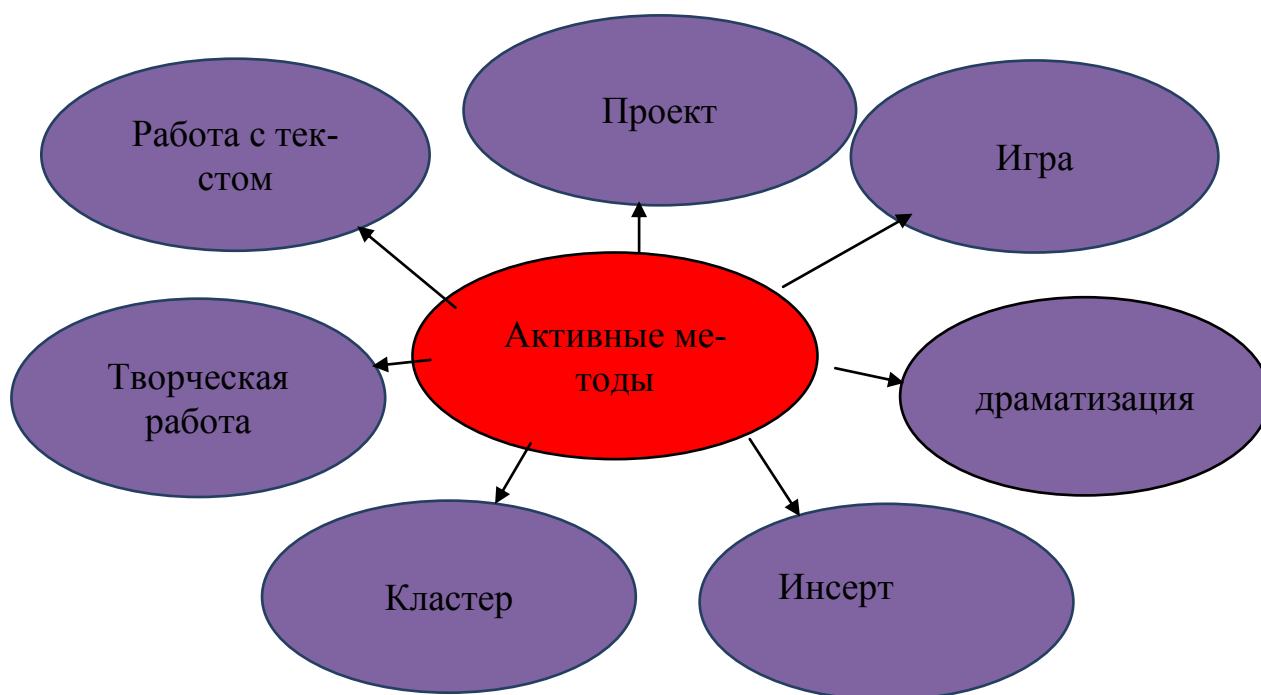 Проект
Работа с тек-
стом
Игра
Активные ме-
тоды
Творческая
работа
драматизация
Кластер
Инсерт